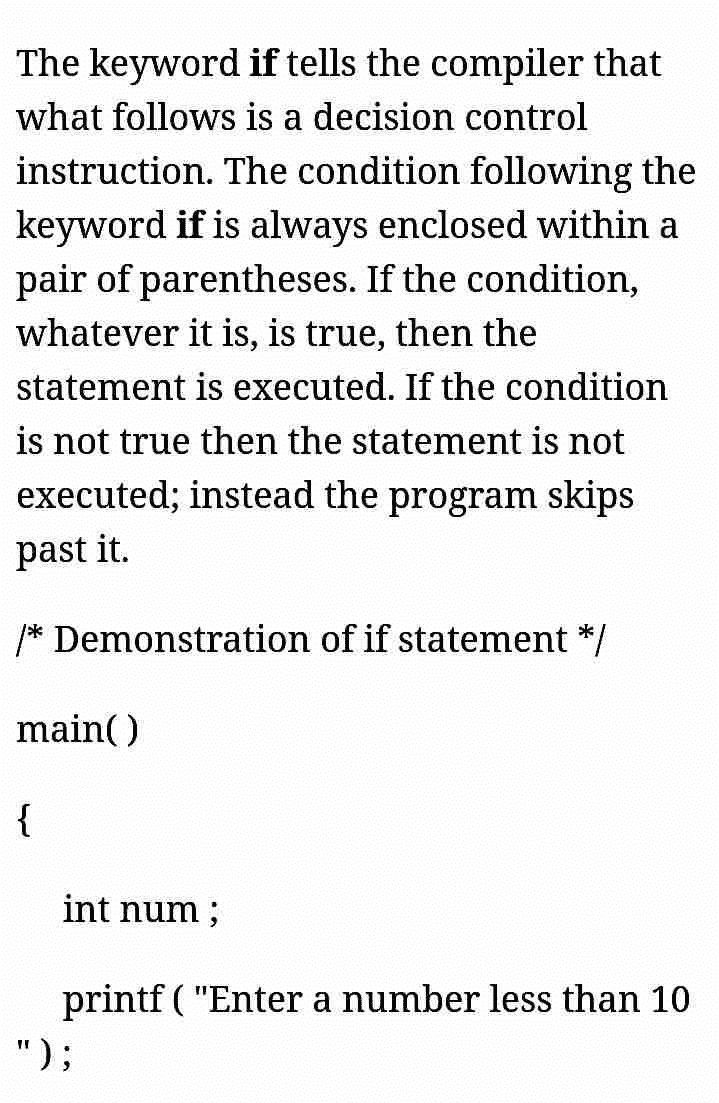 The keyword if tells the compiler that
what follows is a decision control
instruction. The condition following the
keyword if is always enclosed within a
pair of parentheses. If the condition,
whatever it is, is true, then the
statement is executed. If the condition
is not true then the statement is not
executed; instead the program skips
past it.
/* Demonstration of if statement */
main( )
{
int num ;
printf ( "Enter a number less than 10
" ) ;